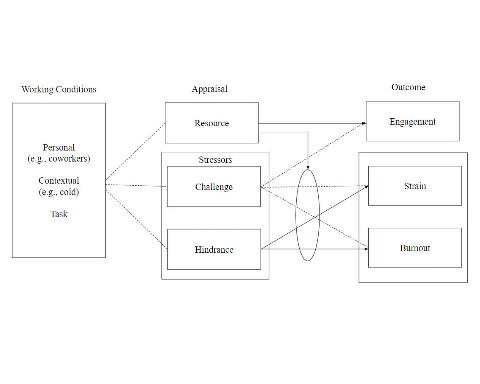 Working Conditions
Appraisal
Outcome
Personal
(e.g., coworkers)
Contextual
(e.g., cold)
Task
Resource
Stressors
Challenge
Hindrance
Engagement
Strain
Burnout